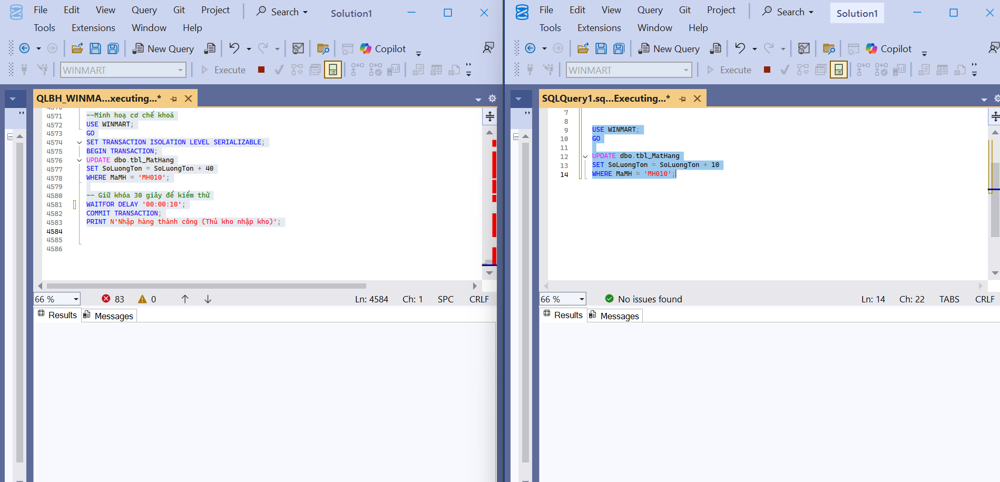 File Edit View Query Git Project Search Solution1
Tools Extensions Window Help
New Query Copilot
WINMART Execute
QLBH_WINMA...xecuting...*
4571 --Minh hoạ cơ chế khoá
4572 USE WINMART;
4573 GO
4574 SET TRANSACTION ISOLATION LEVEL SERIALIZABLE;
4575 BEGIN TRANSACTION;
4576 UPDATE dbo.tbl_MatHang
4577 SET SoLuongTon = SoLuongTon + 40
4578 WHERE MaMH = 'MH010';
4579
4580 -- Giữ khóa 30 giây để kiểm thử
4581 WAITFOR DELAY '00:00:10';
4582 COMMIT TRANSACTION;
4583 PRINT N'Nhập hàng thành công (Thủ kho nhập kho)';
4584
4585
4586
66 % 83 0 Ln: 4584 Ch: 1 SPC CRLF
Results Messages
File Edit View Query Git Project Search Solution1
Tools Extensions Window Help
New Query Copilot
WINMART Execute
SQLQuery1.sq...Executing...*
7
8
9 USE WINMART;
10 GO
11
12 UPDATE dbo.tbl_MatHang
13 SET SoLuongTon = SoLuongTon + 10
14 WHERE MaMH = 'MH010';
66 % No issues found Ln: 14 Ch: 22 TABS CRLF
Results Messages